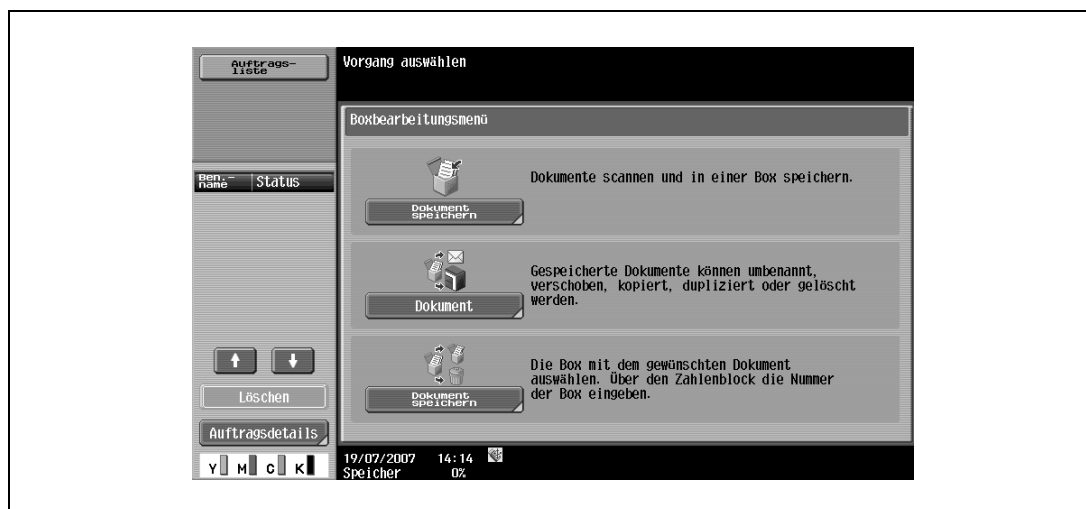 Auftrags-
liste
Vorgang auswählen
Boxbearbeitungsmenü
Ben.-
name
Status
Dokument
speichern
Dokumente scannen und in einer Box speichern.
Dokument
Gespeicherte Dokumente können umbenannt,
verschoben, kopiert, dupliziert oder gelöscht
werden.
Dokument
speichern
Die Box mit dem gewünschten Dokument
auswählen. Über den Zahlenblock die Nummer
der Box eingeben.
Löschen
Auftragsdetails
Y M C K
19/07/2007 14:14
Speicher 0%